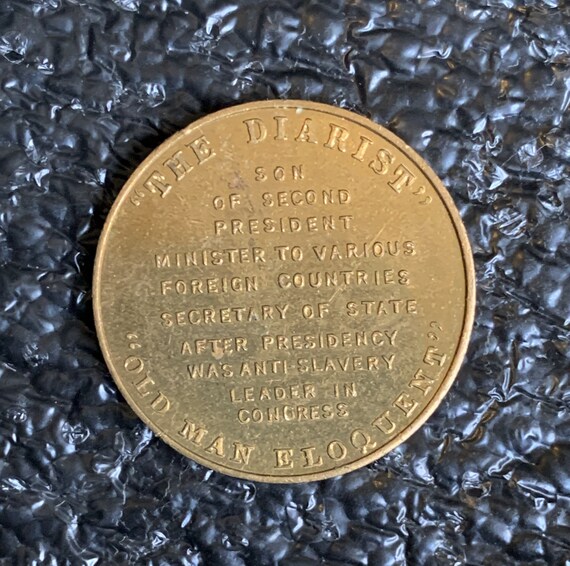 "THE DIARIST"
SON
OF SECOND
PRESIDENT
MINISTER TO VARIOUS
FOREIGN COUNTRIES
SECRETARY OF STATE
AFTER PRESIDENCY
WAS ANTI-SLAVERY
LEADER IN
CONGRESS
"OLD MAN ELOQUENT"